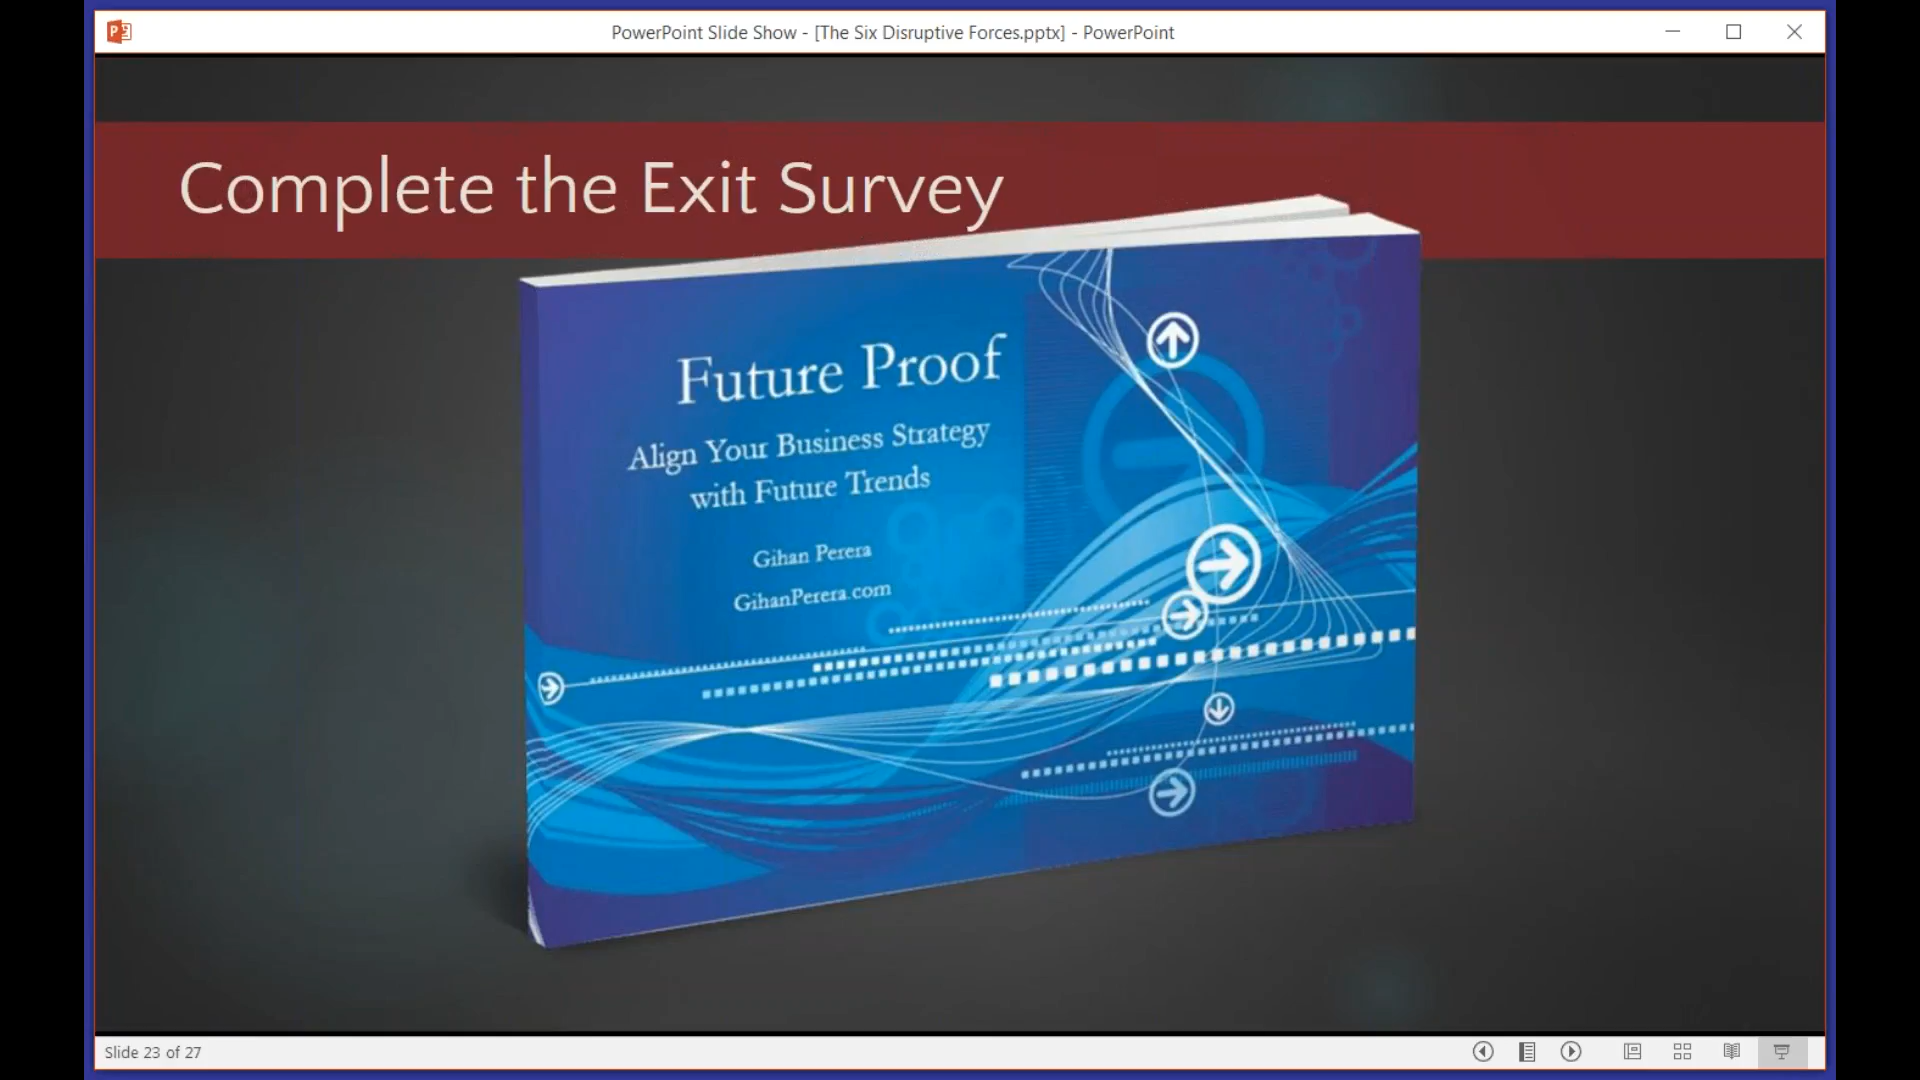 PowerPoint Slide Show - [The Six Disruptive Forces.pptx] - PowerPoint
Complete the Exit Survey
Future Proof
Align Your Business Strategy
with Future Trends
Gihan Perera
GihanPerera.com
Slide 23 of 27